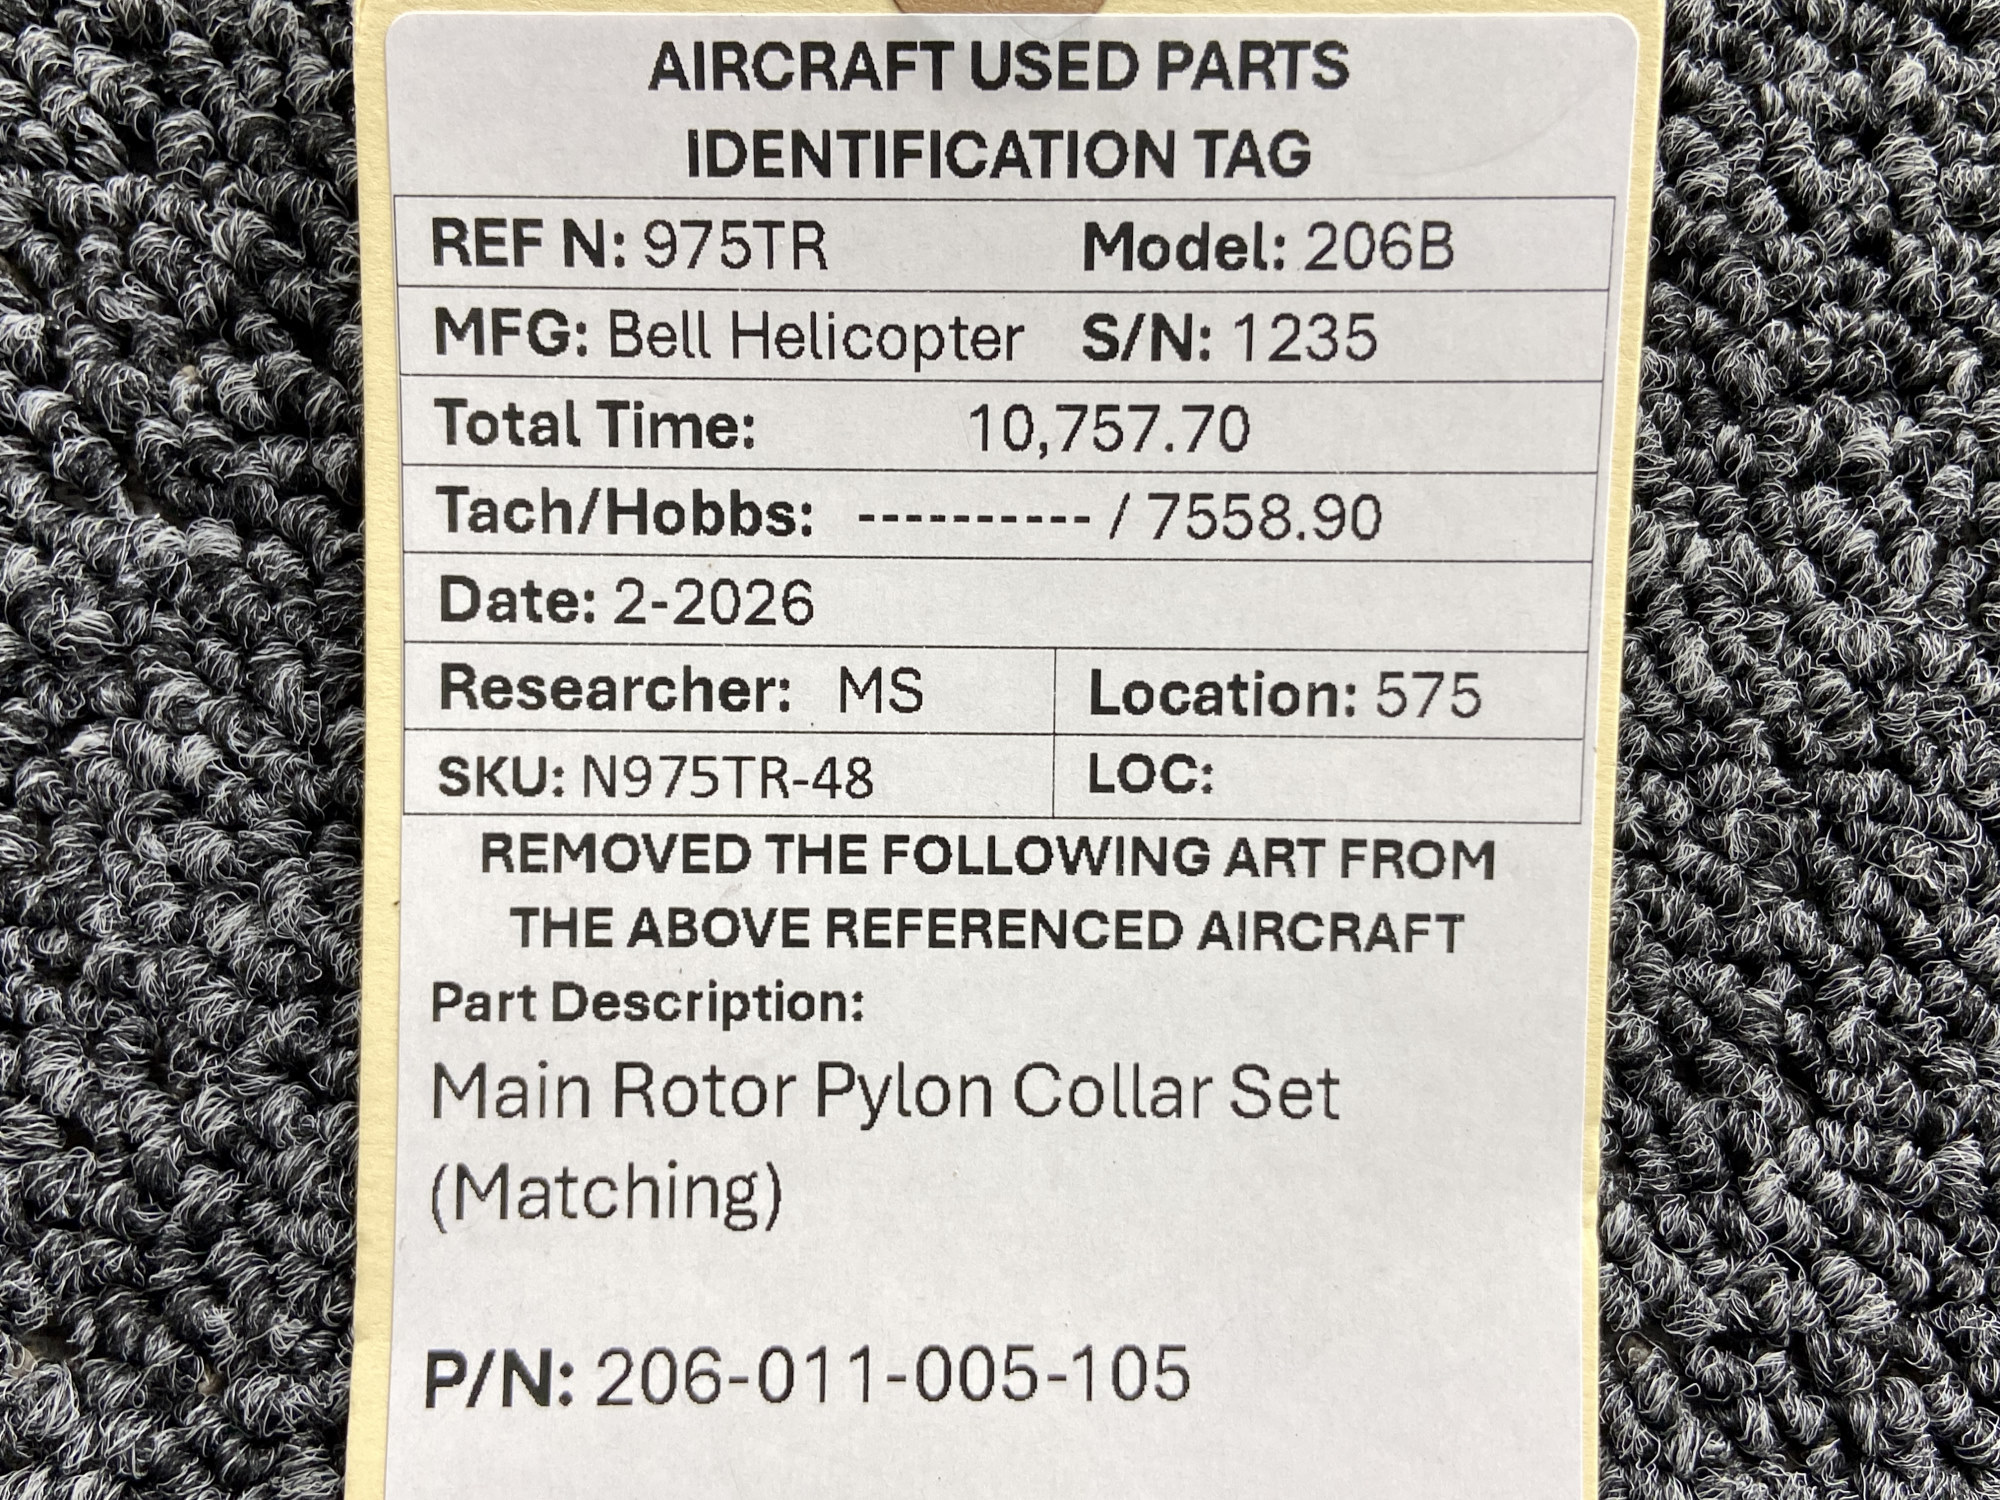 AIRCRAFT USED PARTS
IDENTIFICATION TAG
REF N: 975TR Model: 206B
MFG: Bell Helicopter S/N: 1235
Total Time: 10,757.70
Tach/Hobbs: ---------- / 7558.90
Date: 2-2026
Researcher: MS Location: 575
SKU: N975TR-48 LOC:
REMOVED THE FOLLOWING ART FROM
THE ABOVE REFERENCED AIRCRAFT
Part Description:
Main Rotor Pylon Collar Set
(Matching)
P/N: 206-011-005-105